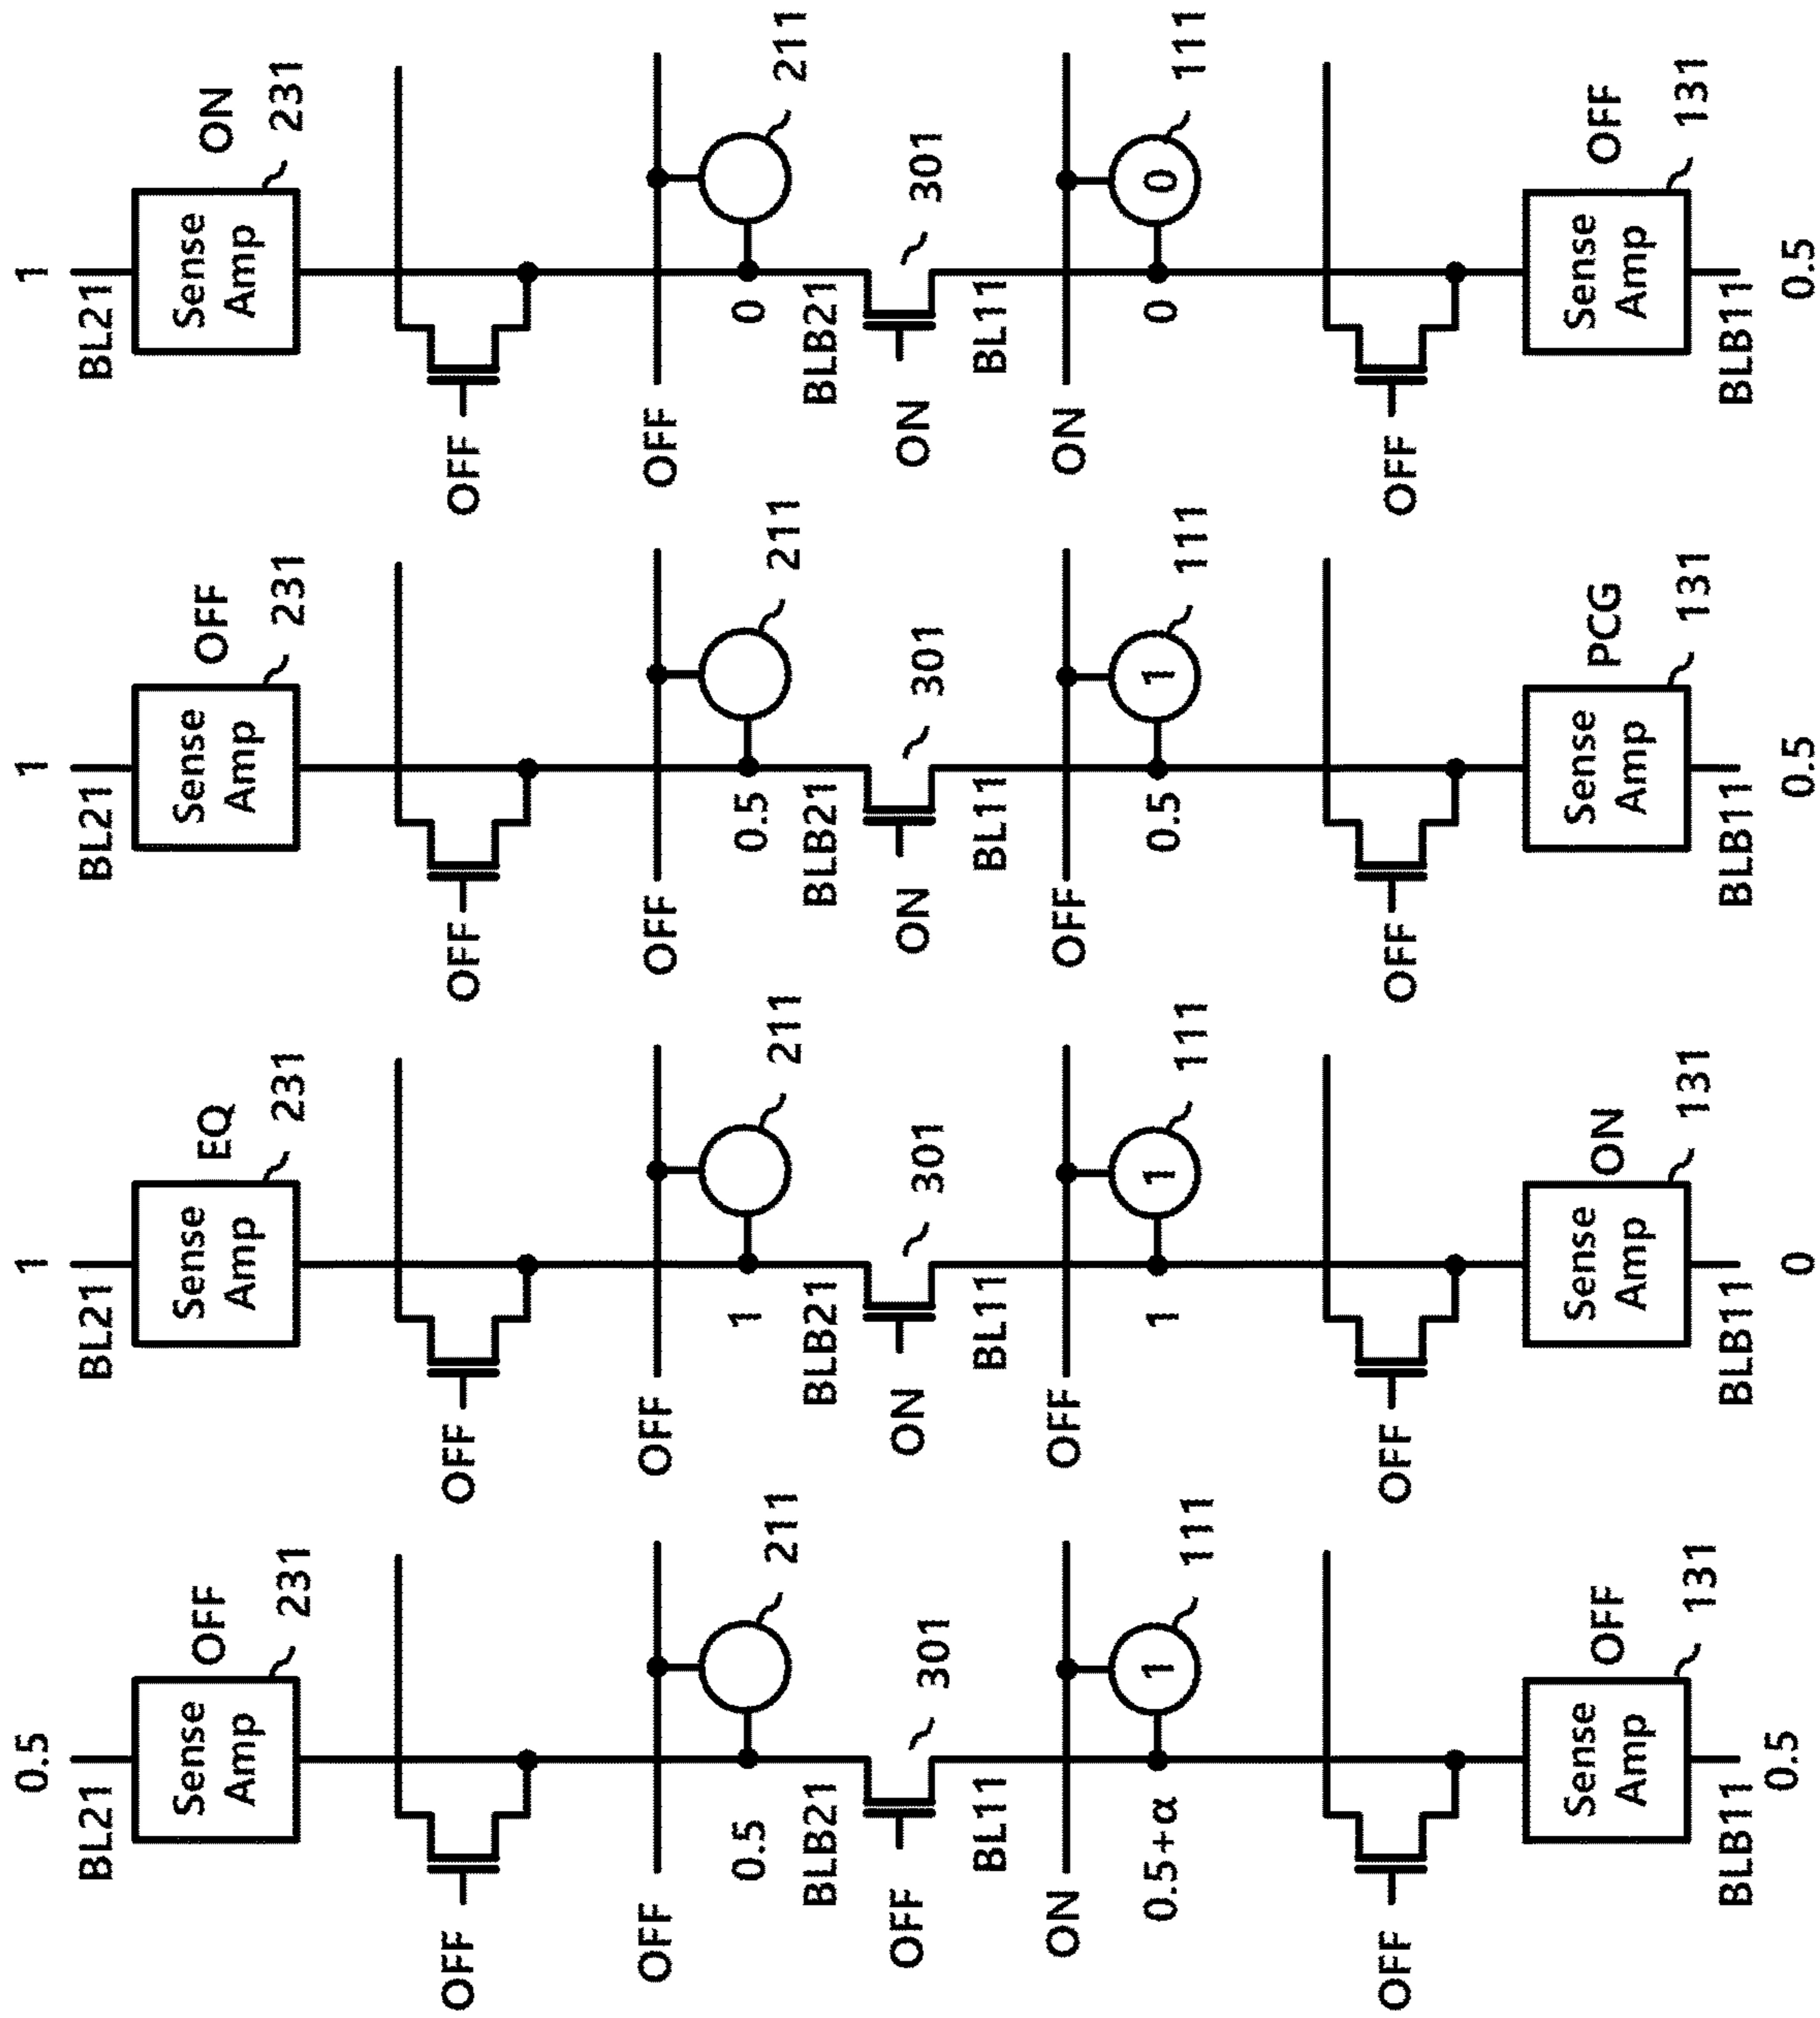 0.5
BL21
Sense
Amp
OFF
231
OFF
OFF
0.5
211
BLB21
OFF
301
BL11
ON
0.5+α
1
111
OFF
Sense
Amp
OFF
131
BLB11
0.5
1
BL21
Sense
Amp
EQ
231
OFF
OFF
1
211
BLB21
ON
301
BL11
OFF
1
1
111
OFF
Sense
Amp
ON
131
BLB11
0
1
BL21
Sense
Amp
OFF
231
OFF
OFF
0.5
211
BLB21
ON
301
BL11
OFF
0.5
1
111
OFF
Sense
Amp
PCG
131
BLB11
0.5
1
BL21
Sense
Amp
ON
231
OFF
OFF
0
211
BLB21
ON
301
BL11
ON
0
0
111
OFF
Sense
Amp
OFF
131
BLB11
0.5